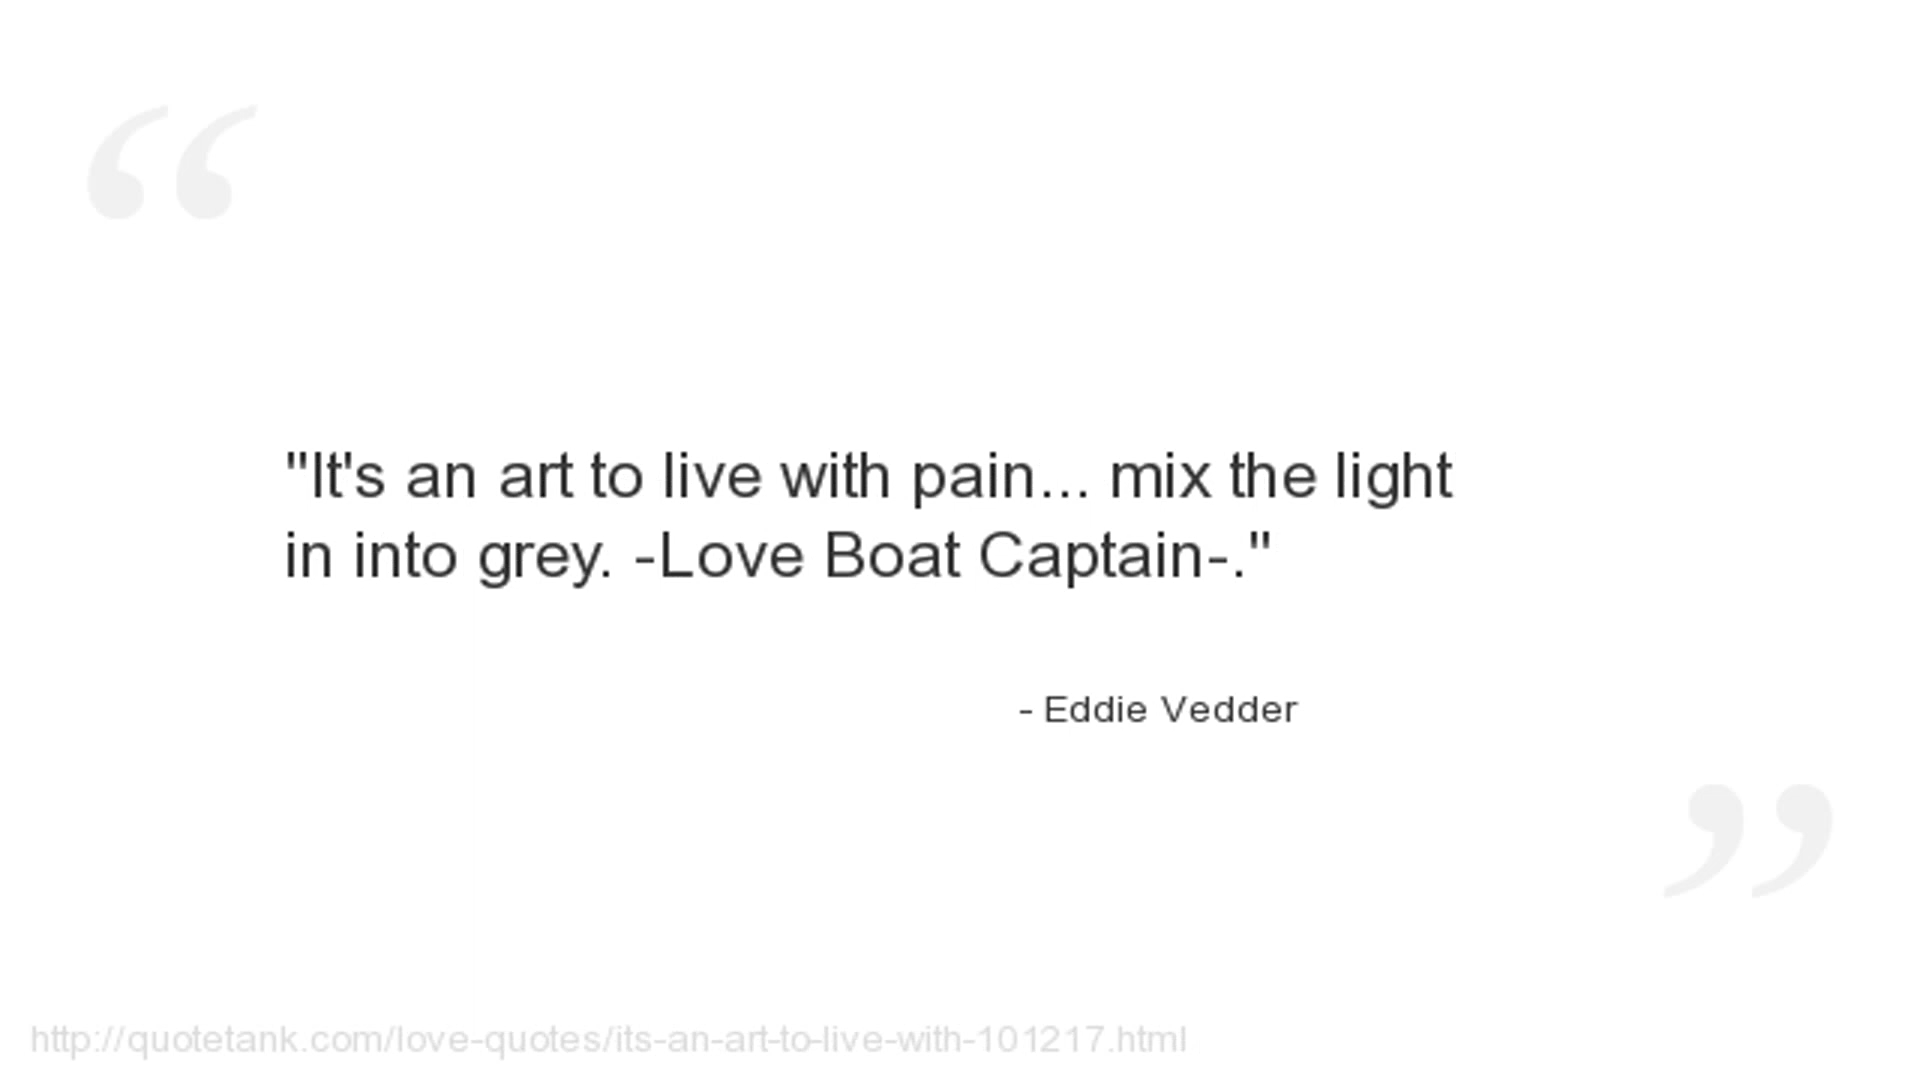 "It's an art to live with pain... mix the light
in into grey. -Love Boat Captain-."
- Eddie Vedder
http://quotetank.com/love-quotes/its-an-art-to-live-with-101217.html